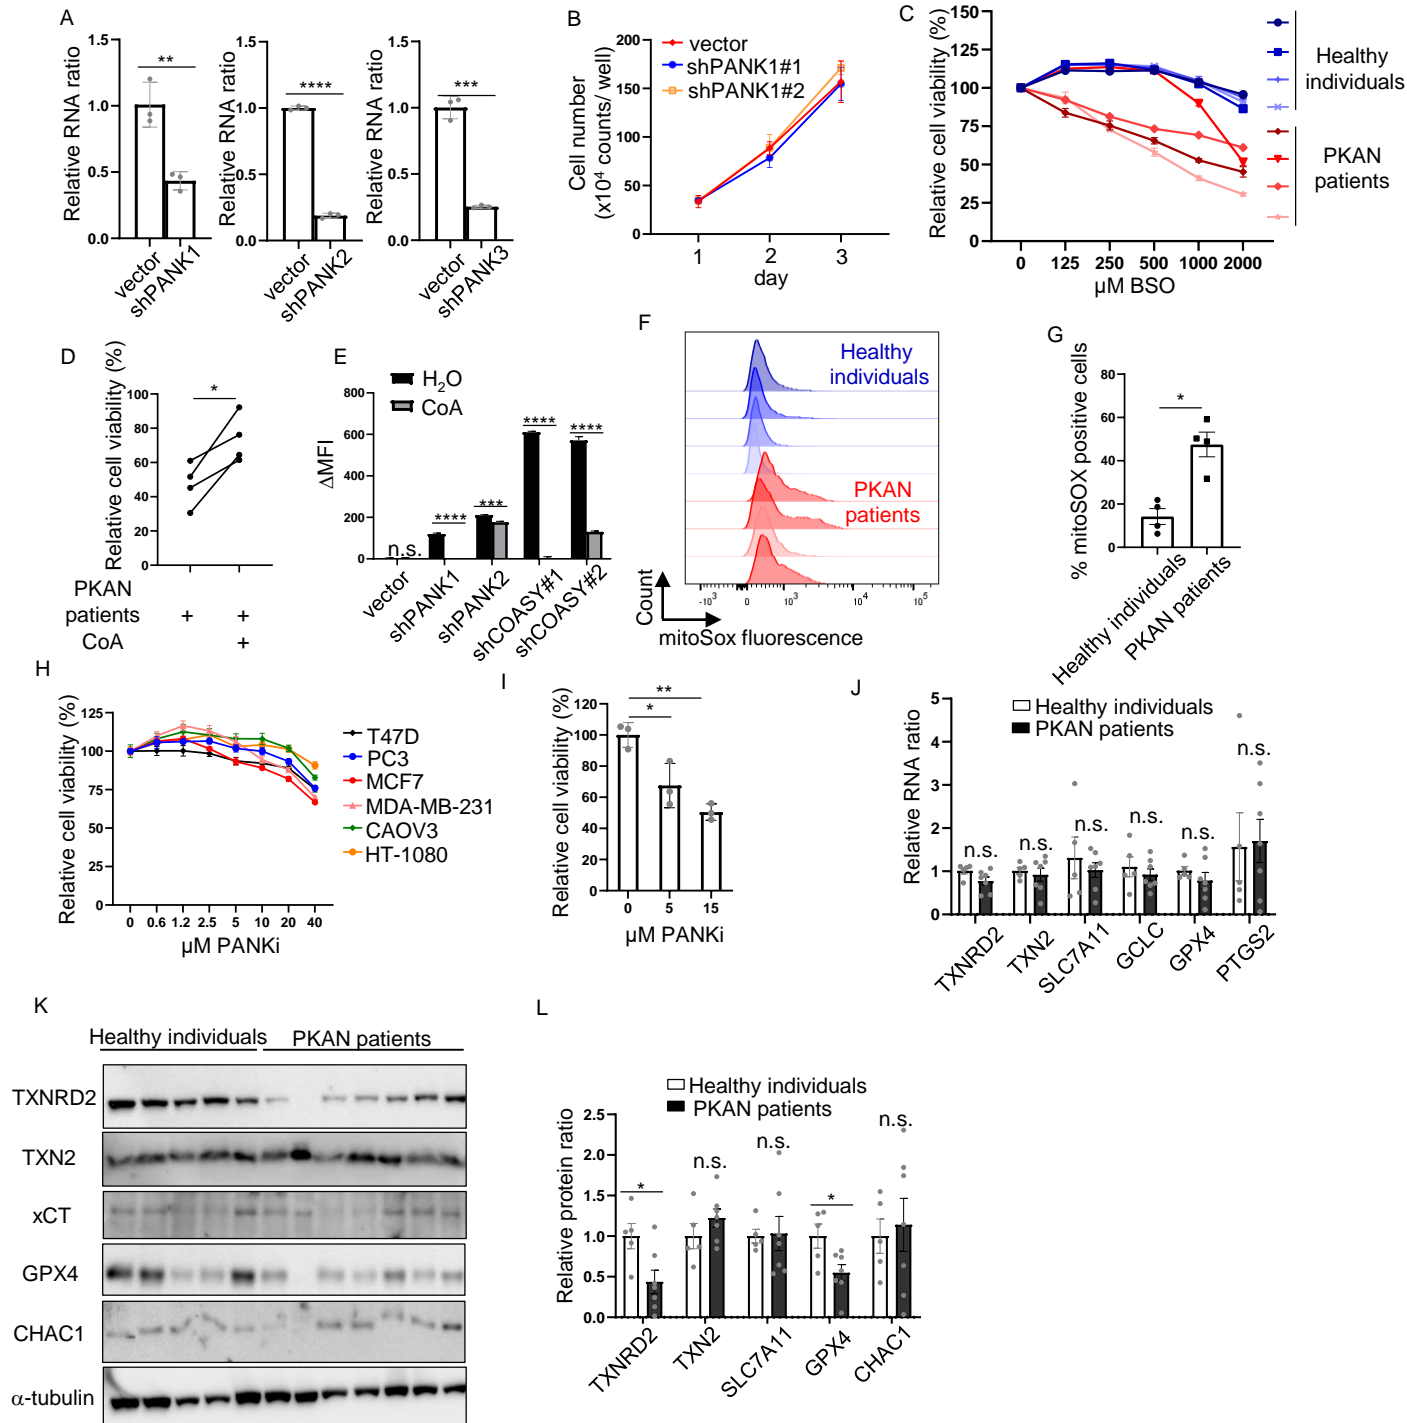 A
Relative RNA ratio
1.5
1.0
0.5
0.0
**
vector
shPANK1
Relative RNA ratio
1.5
1.0
0.5
0.0
****
vector
shPANK2
Relative RNA ratio
1.5
1.0
0.5
0.0
***
vector
shPANK3
B
Cell number
(x10⁴ counts/ well)
200
150
100
50
0
vector
shPANK1#1
shPANK1#2
1
2
3
day
C
Relative cell viability (%)
150
125
100
75
50
25
0
0
125
250
500
1000
2000
µM BSO
Healthy
individuals
PKAN
patients
D
Relative cell viability (%)
100
80
60
40
20
0
*
PKAN
patients
+
+
CoA
+
E
H₂O
CoA
ΔMFI
800
600
400
200
0
n.s.
****
***
****
****
vector
shPANK1
shPANK2
shCOASY#1
shCOASY#2
F
Healthy
individuals
PKAN
patients
Count
-10³
0
10³
10⁴
10⁵
mitoSox fluorescence
G
% mitoSOX positive cells
80
60
40
20
0
*
Healthy individuals
PKAN patients
H
Relative cell viability (%)
125
100
75
50
25
0
0
0.6
1.2
2.5
5
10
20
40
µM PANKi
T47D
PC3
MCF7
MDA-MB-231
CAOV3
HT-1080
I
Relative cell viability (%)
120
100
80
60
40
20
0
**
*
0
5
15
µM PANKi
J
Relative RNA ratio
5
4
3
2
1
0
Healthy individuals
PKAN patients
n.s.
n.s.
n.s.
n.s.
n.s.
n.s.
TXNRD2
TXN2
SLC7A11
GCLC
GPX4
PTGS2
K
Healthy individuals
PKAN patients
TXNRD2
TXN2
xCT
GPX4
CHAC1
α-tubulin
L
Healthy individuals
PKAN patients
Relative protein ratio
2.5
2.0
1.5
1.0
0.5
0.0
*
n.s.
n.s.
*
n.s.
TXNRD2
TXN2
SLC7A11
GPX4
CHAC1